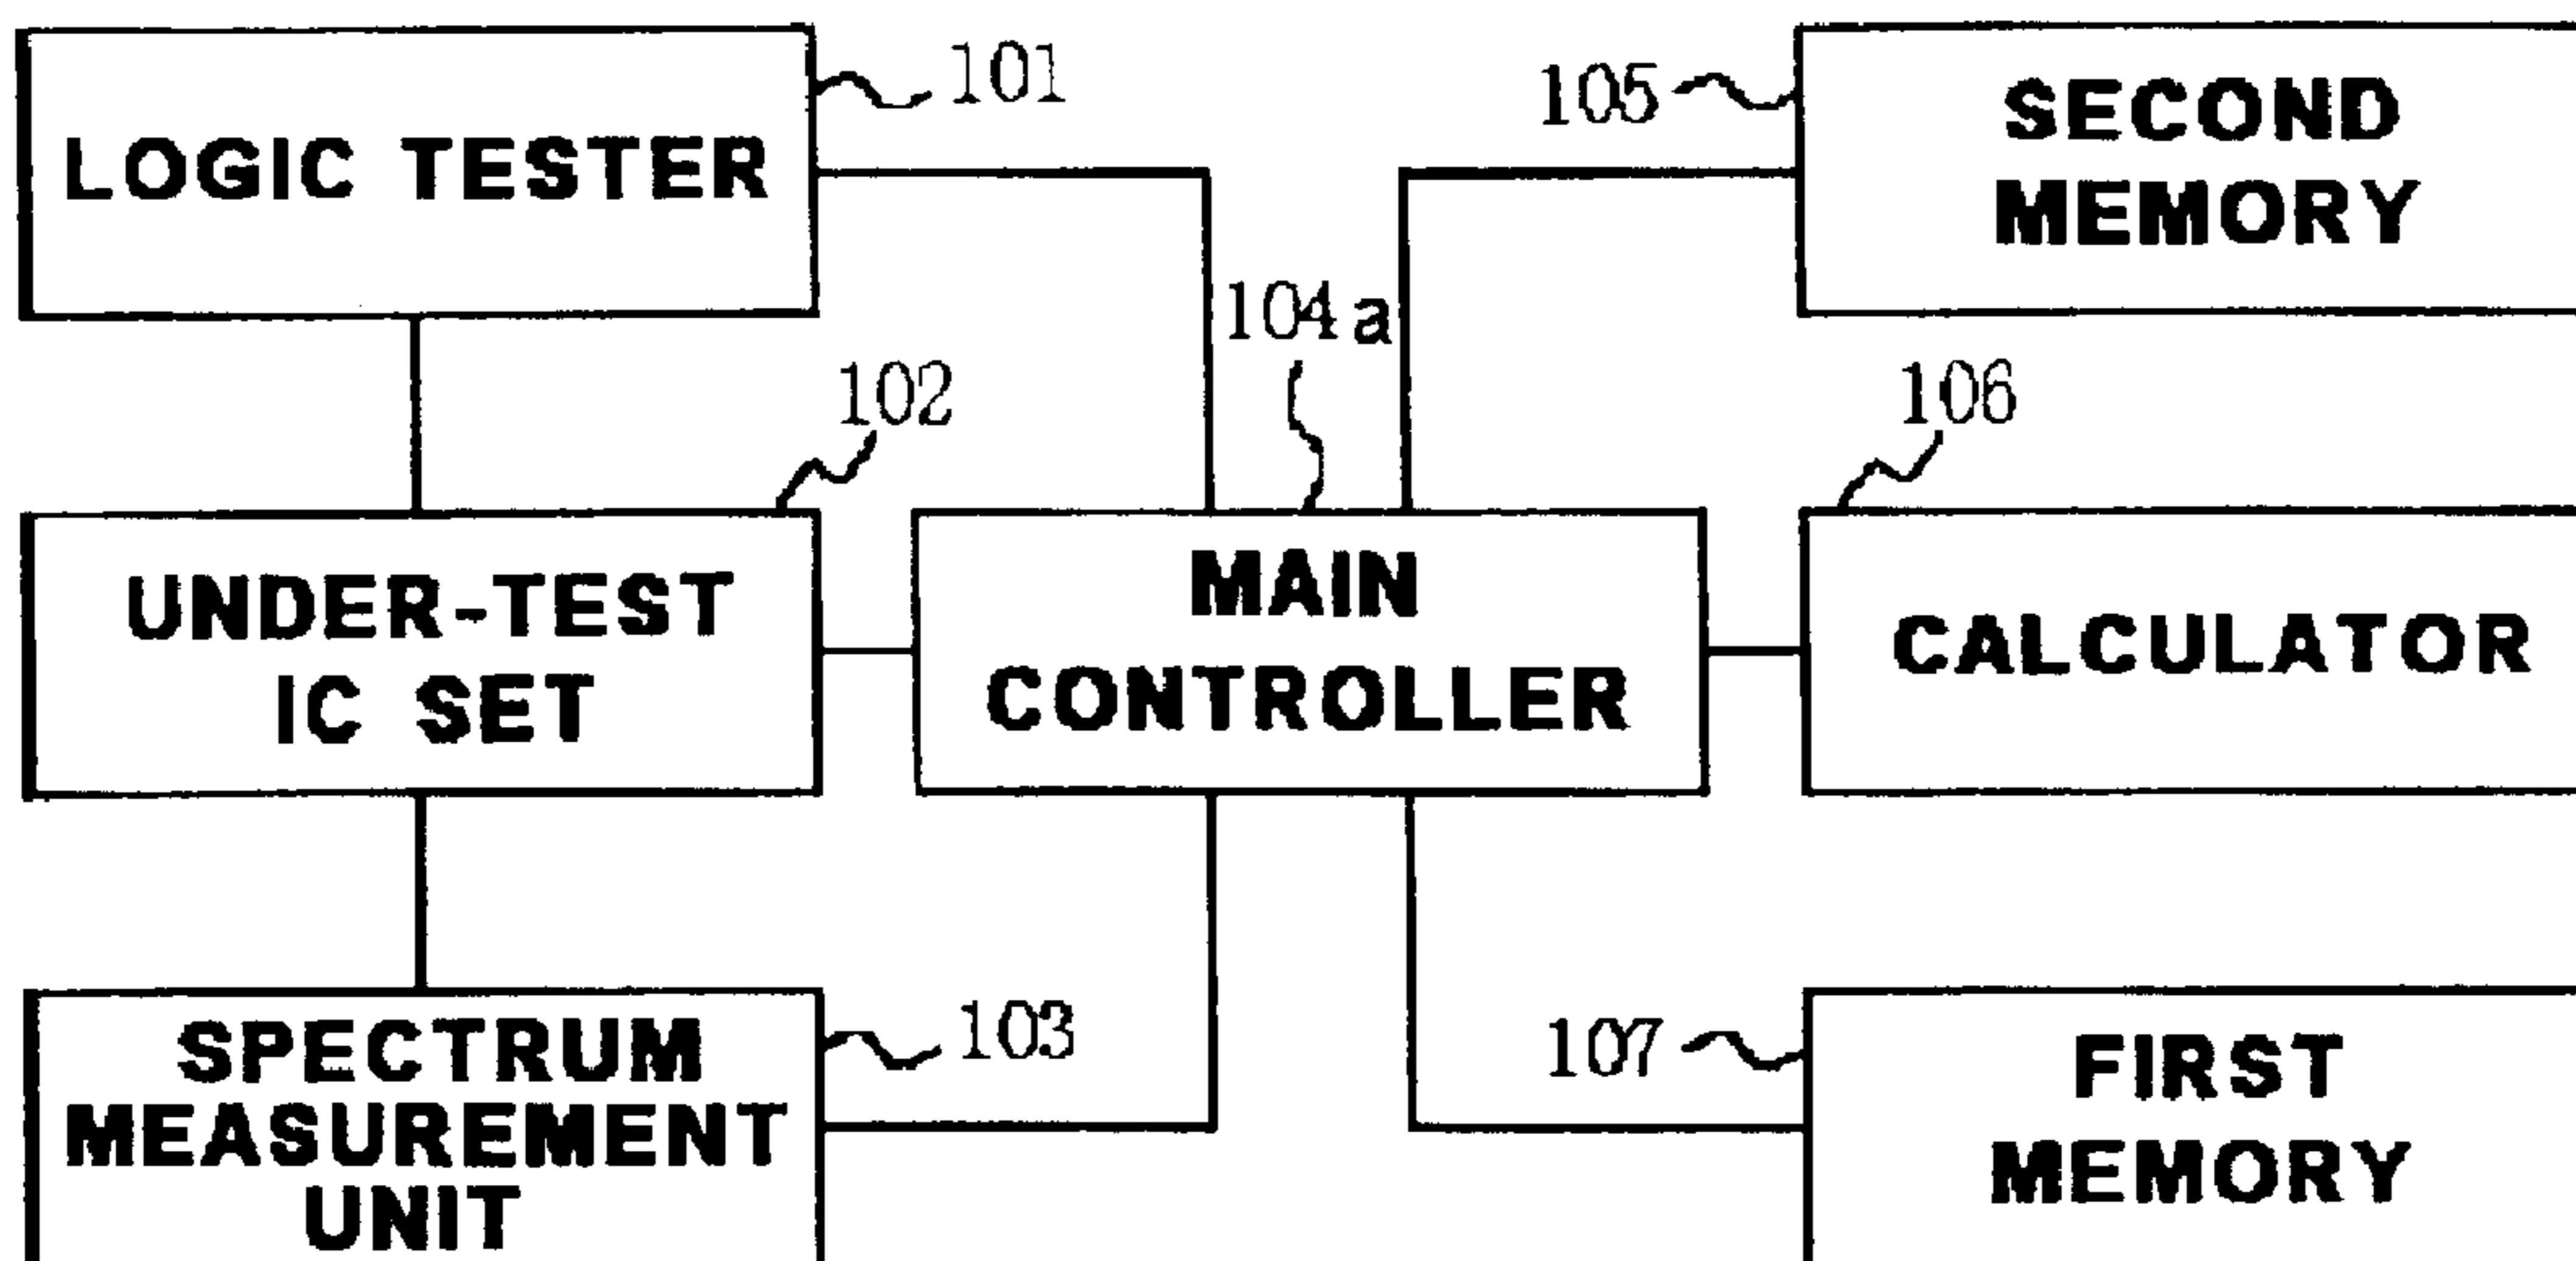 LOGIC TESTER
101
105
SECOND
MEMORY
104a
102
106
UNDER-TEST
IC SET
MAIN
CONTROLLER
CALCULATOR
SPECTRUM
MEASUREMENT
UNIT
103
107
FIRST
MEMORY